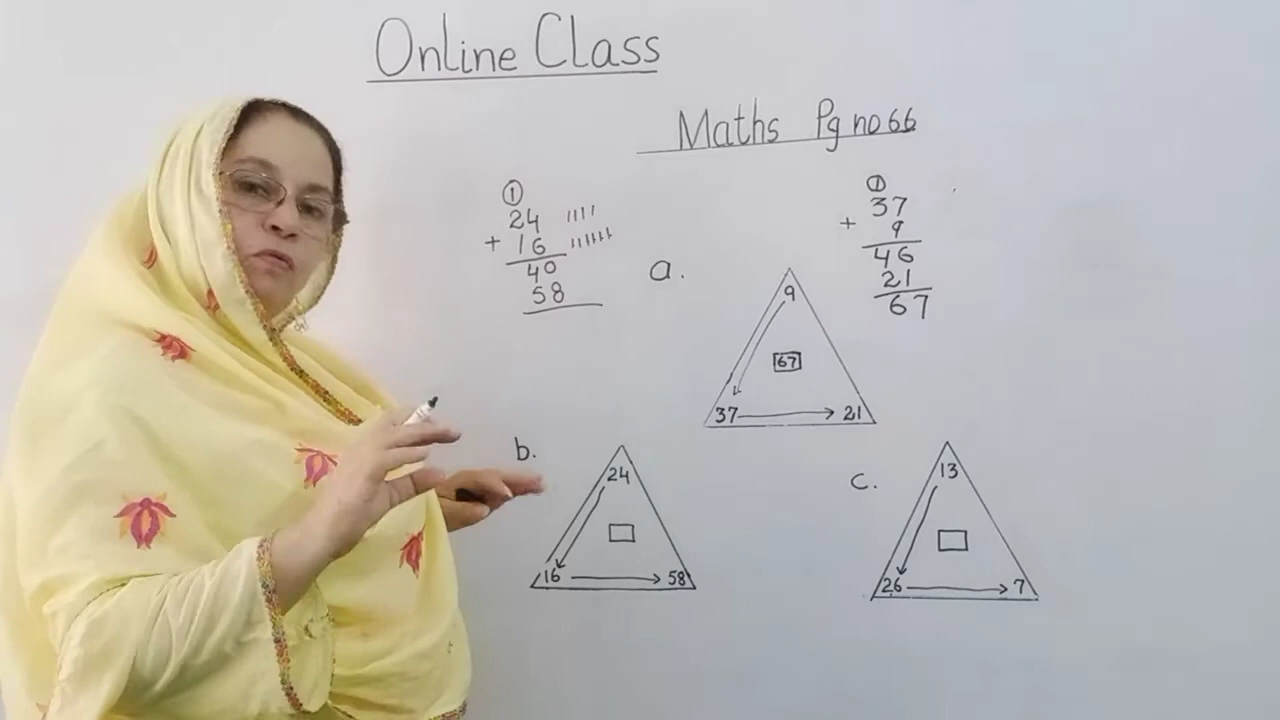 Online Class
Maths Pg no 66
①
24 ////
+ 16 //////
40
58
①
37
+ 9
46
21
67
a.
9
67
37 → 21
b.
24
16 → 58
c.
13
26 → 7